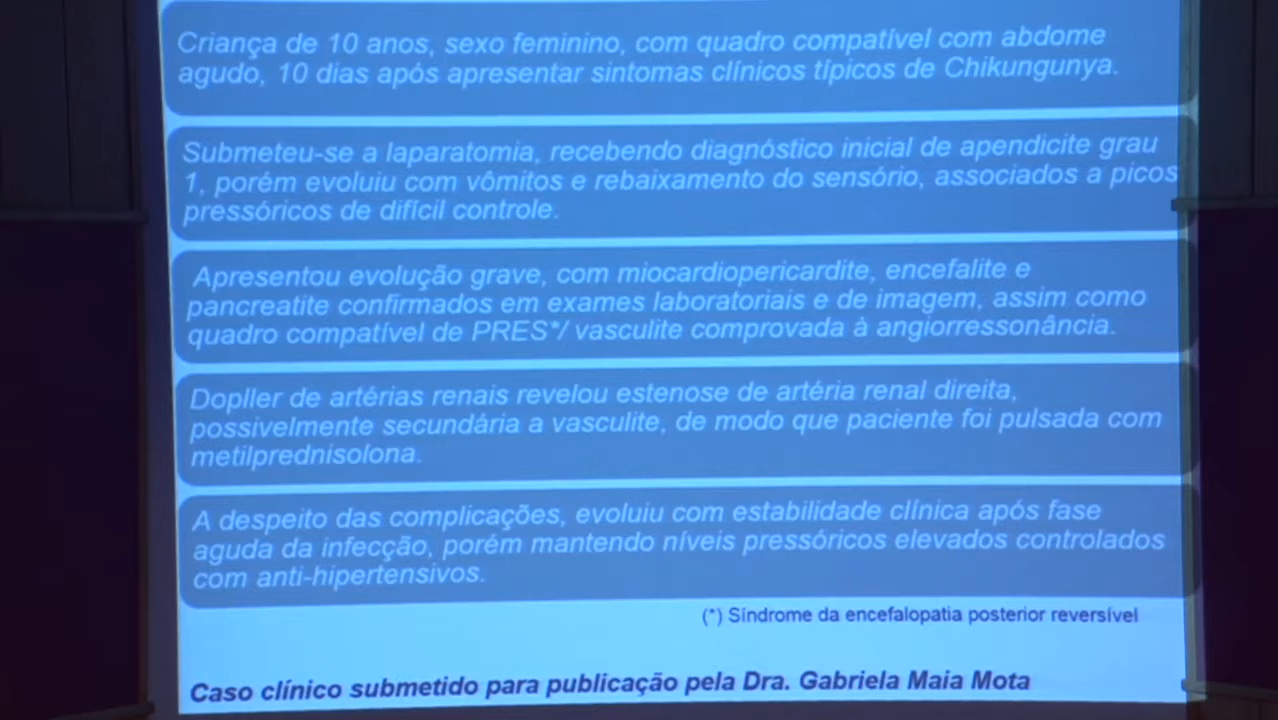 Criança de 10 anos, sexo feminino, com quadro compatível com abdome
agudo, 10 dias após apresentar sintomas clínicos típicos de Chikungunya.
Submeteu-se a laparatomia, recebendo diagnóstico inicial de apendicite grau
1, porém evoluiu com vômitos e rebaixamento do sensório, associados a picos
pressóricos de difícil controle.
Apresentou evolução grave, com miocardiopericardite, encefalite e
pancreatite confirmados em exames laboratoriais e de imagem, assim como
quadro compatível de PRES*/ vasculite comprovada à angiorressonância.
Dopller de artérias renais revelou estenose de artéria renal direita,
possivelmente secundária a vasculite, de modo que paciente foi pulsada com
metilprednisolona.
A despeito das complicações, evoluiu com estabilidade clínica após fase
aguda da infecção, porém mantendo níveis pressóricos elevados controlados
com anti-hipertensivos.
(*) Síndrome da encefalopatia posterior reversível
Caso clínico submetido para publicação pela Dra. Gabriela Maia Mota